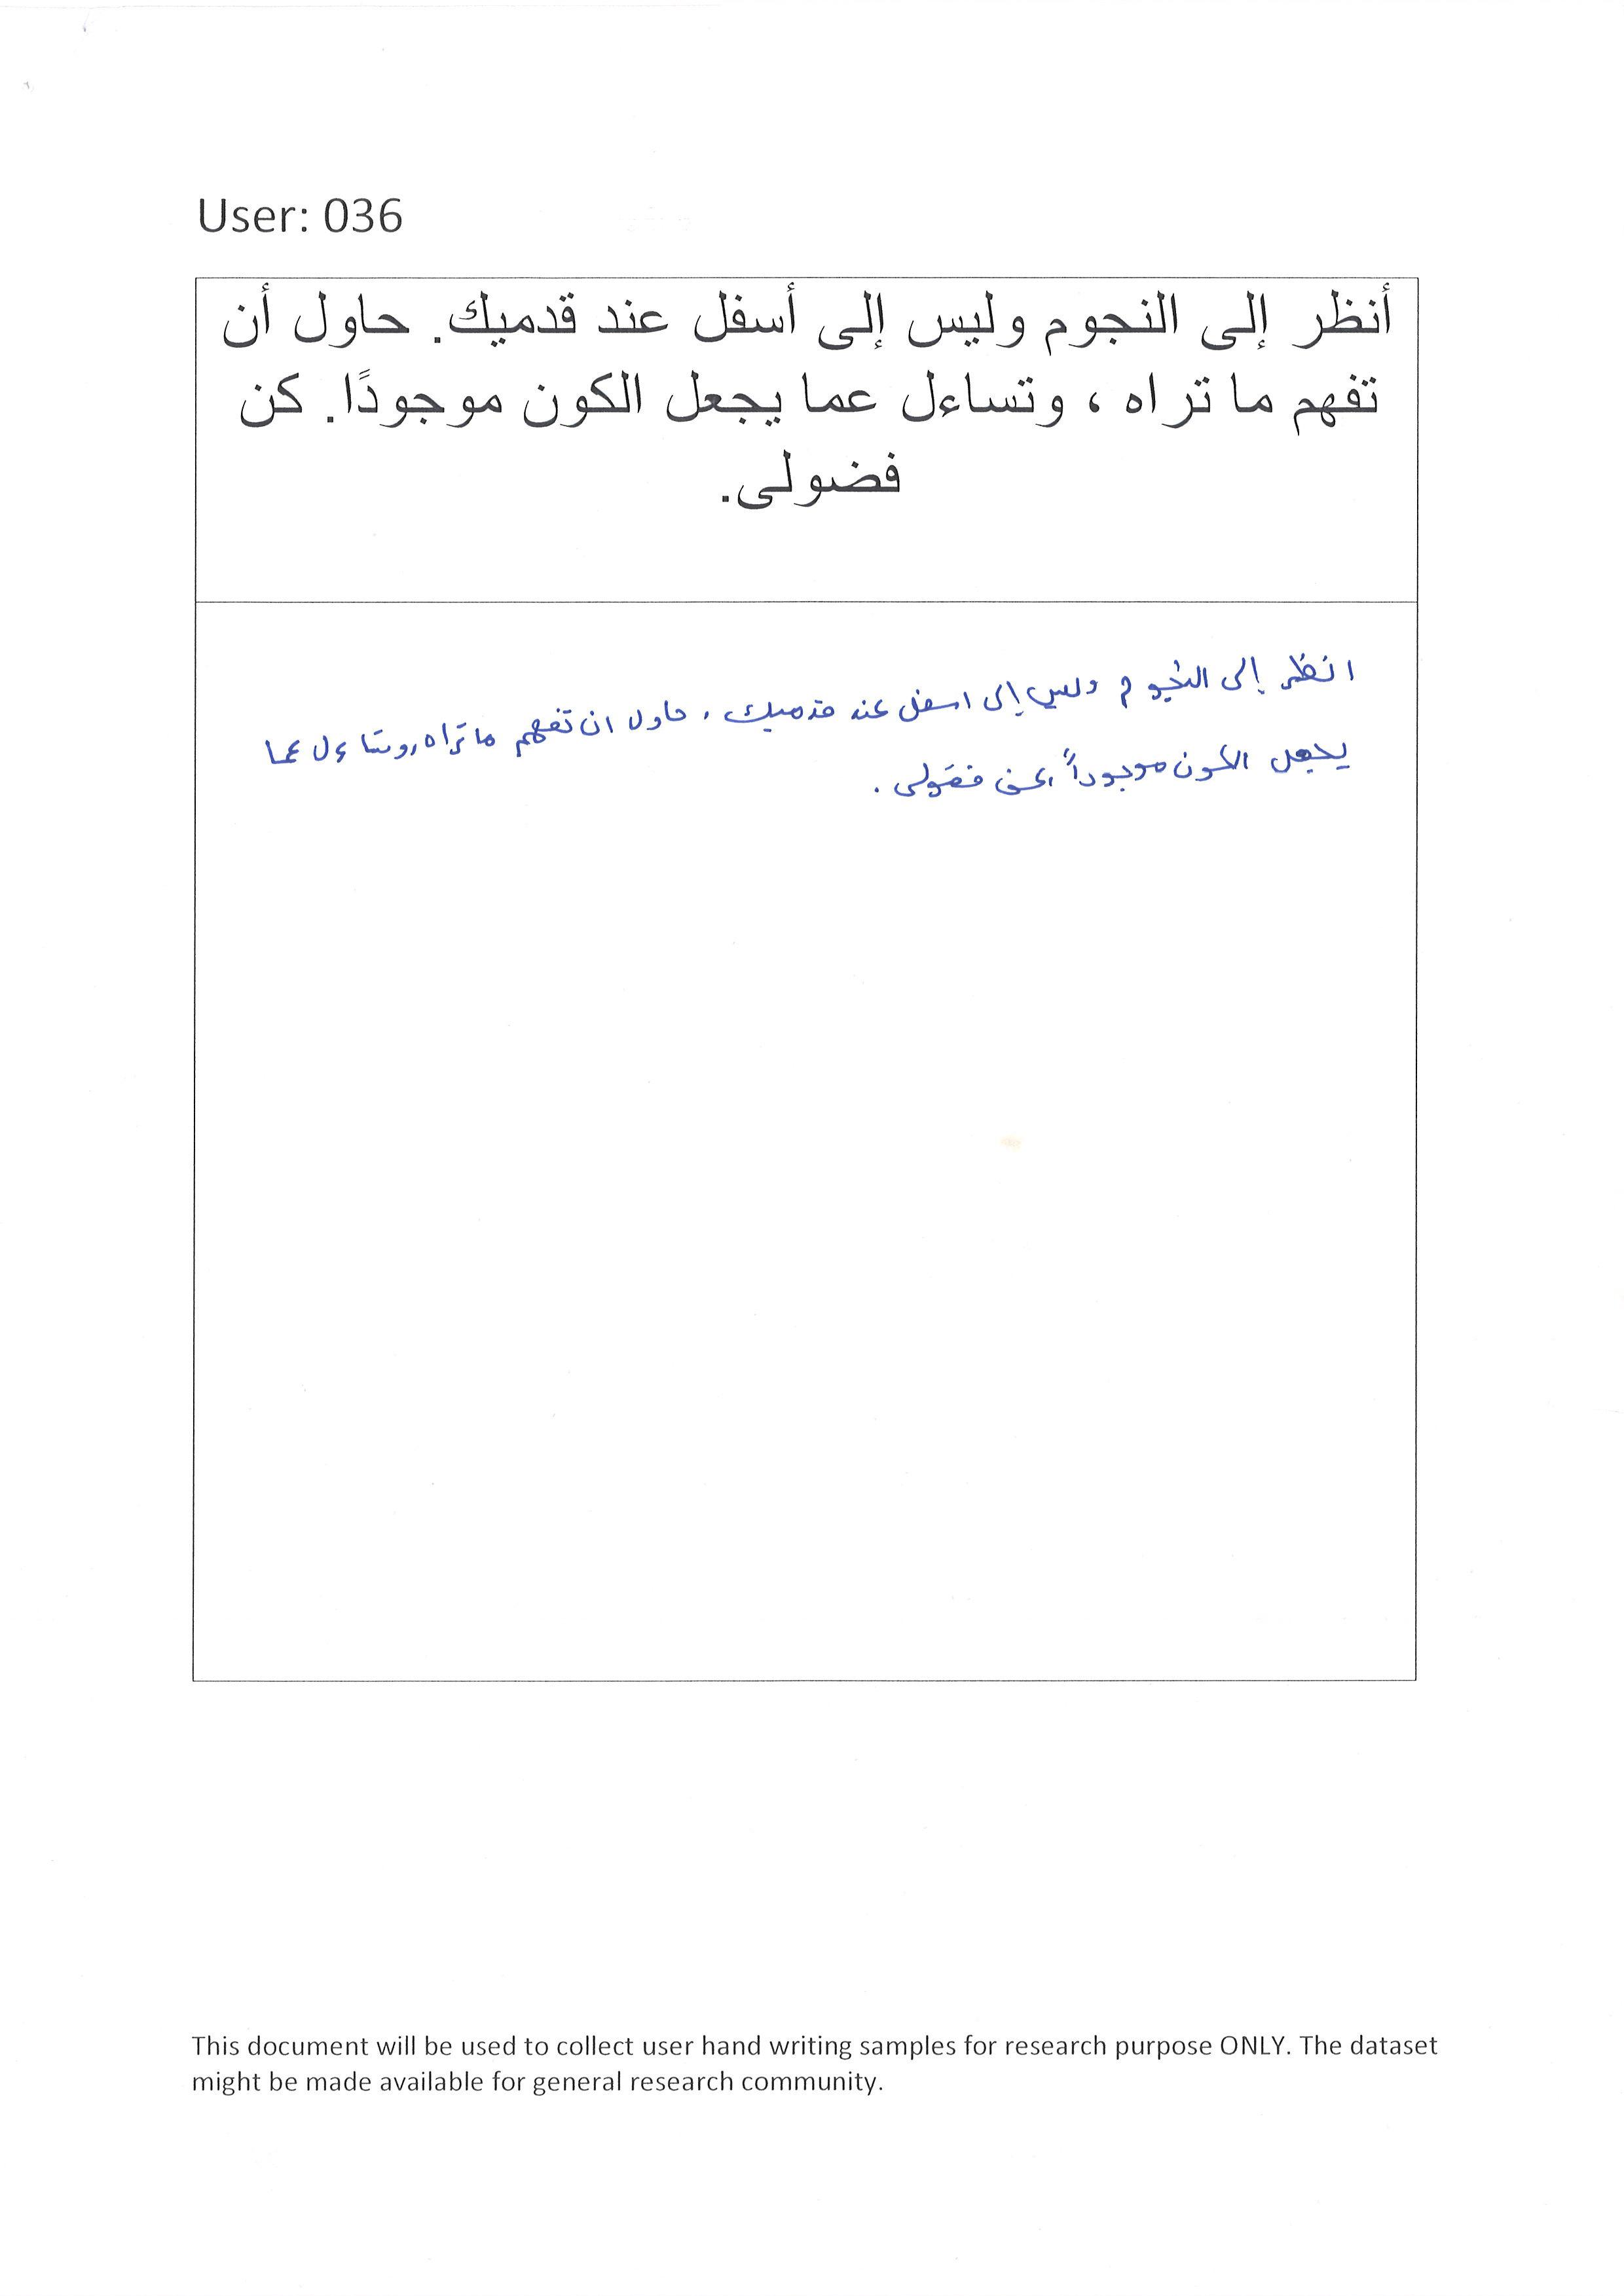 User: 036
أنظر إلى النجوم وليس إلى أسفل عند قدميك. حاول أن
تفهم ما تراه ، وتساءل عما يجعل الكون موجودًا. كن
فضولى.
انظر إلى النجوم وليس إلى اسفل عند قدميك . حاول ان تفهم ما تراه, وتساءل عما
يجعل الكون موجوداً . كن فضولى .
This document will be used to collect user hand writing samples for research purpose ONLY. The dataset
might be made available for general research community.